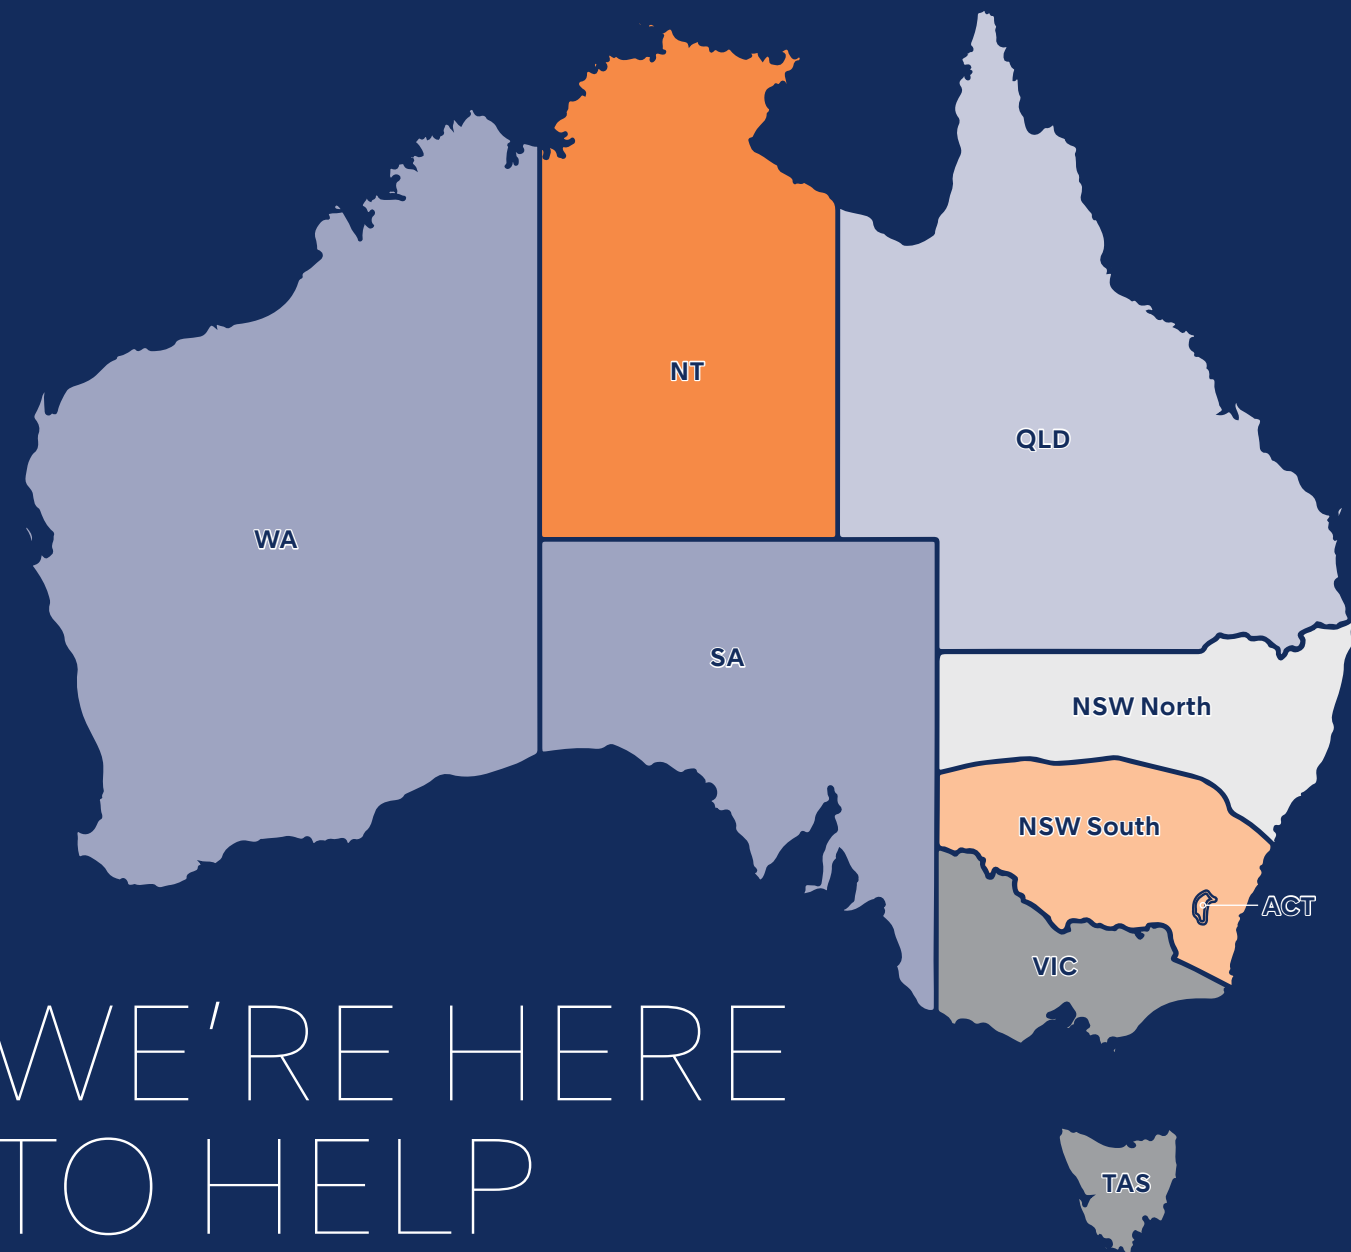 NT
QLD
WA
SA
NSW North
NSW South
ACT
VIC
WE'RE HERE
TO HELP
TAS